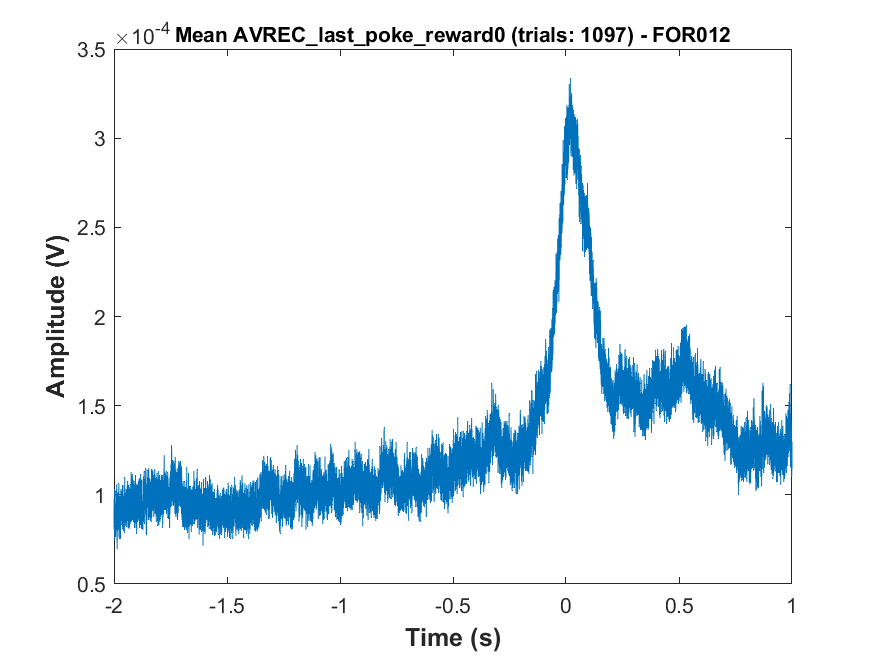 ×10-4 Mean AVREC_last_poke_reward0 (trials: 1097) - FOR012
3.5
3
2.5
2
1.5
1
0.5
Amplitude (V)
-2 -1.5 -1 -0.5 0 0.5 1
Time (s)